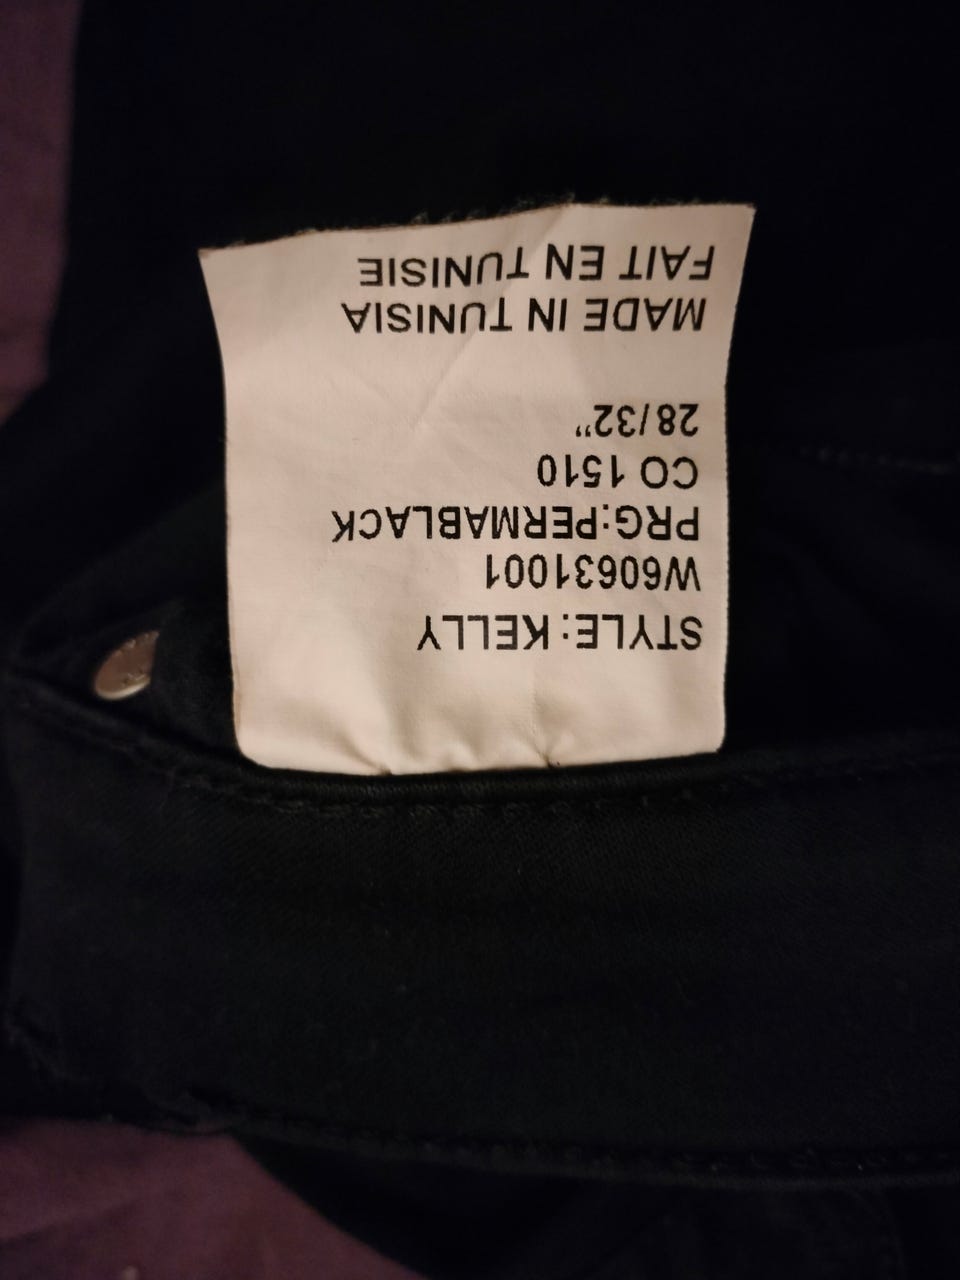 STYLE: KELLY
W60631001
PRG:PERMABLACK
CO 1510
28/32"
MADE IN TUNISIA
FAIT EN TUNISIE